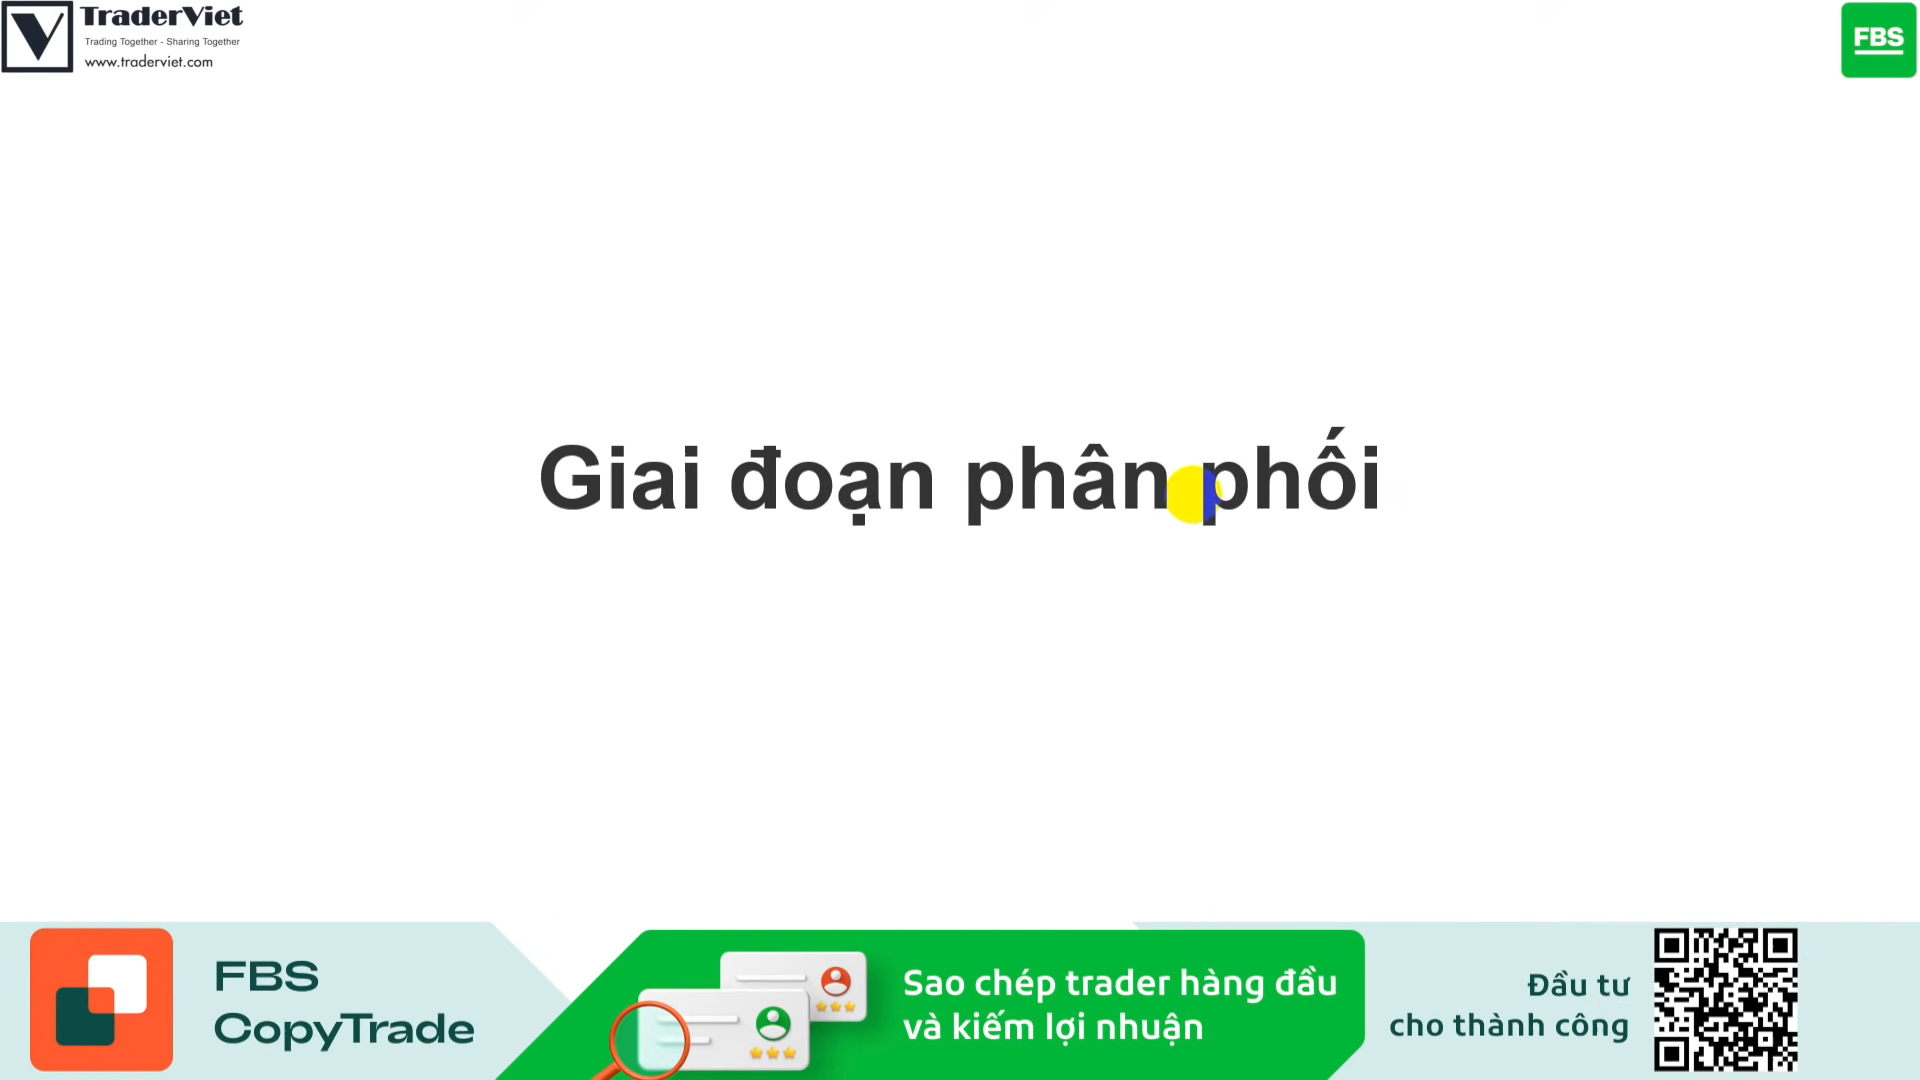 TraderViet
Trading Together - Sharing Together
www.traderviet.com
FBS
Giai đoạn phân phối
FBS
CopyTrade
Sao chép trader hàng đầu
và kiếm lợi nhuận
Đầu tư
cho thành công